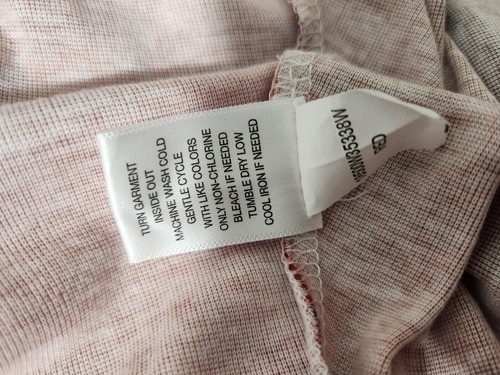 TURN GARMENT
INSIDE OUT
MACHINE WASH COLD
GENTLE CYCLE
WITH LIKE COLORS
ONLY NON-CHLORINE
BLEACH IF NEEDED
TUMBLE DRY LOW
COOL IRON IF NEEDED